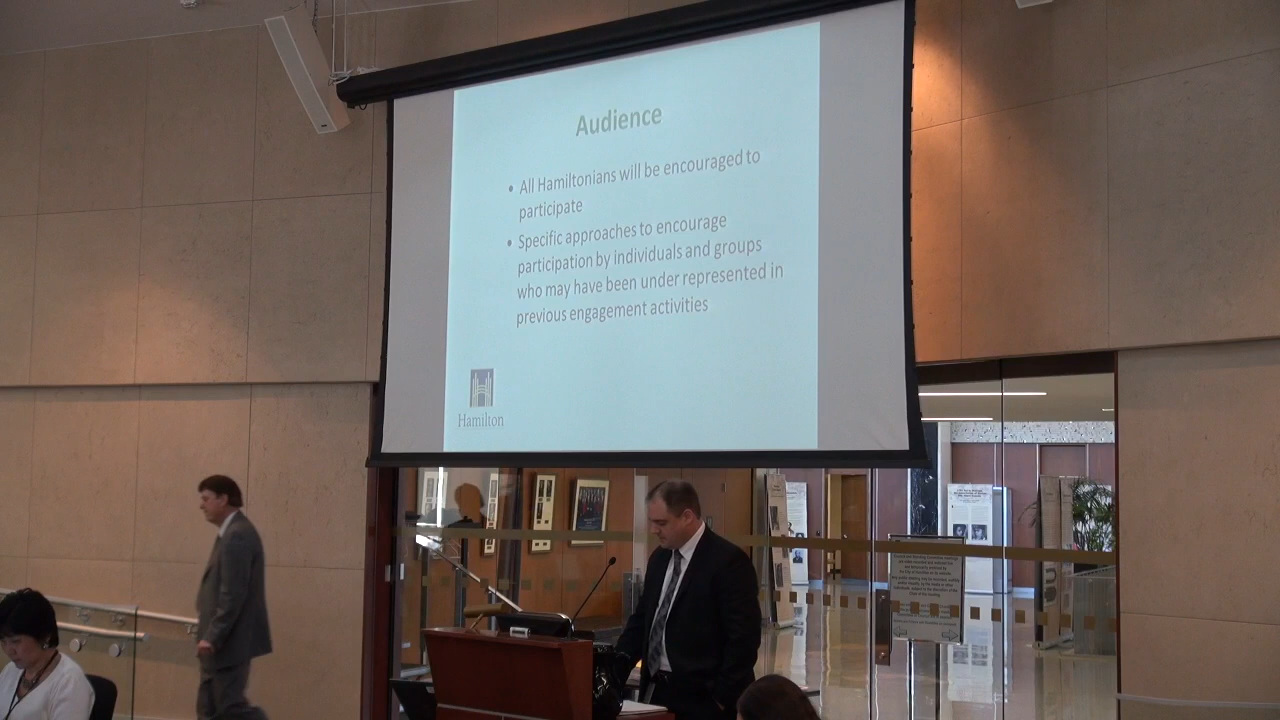 Audience
• All Hamiltonians will be encouraged to
participate
• Specific approaches to encourage
participation by individuals and groups
who may have been under represented in
previous engagement activities
Hamilton